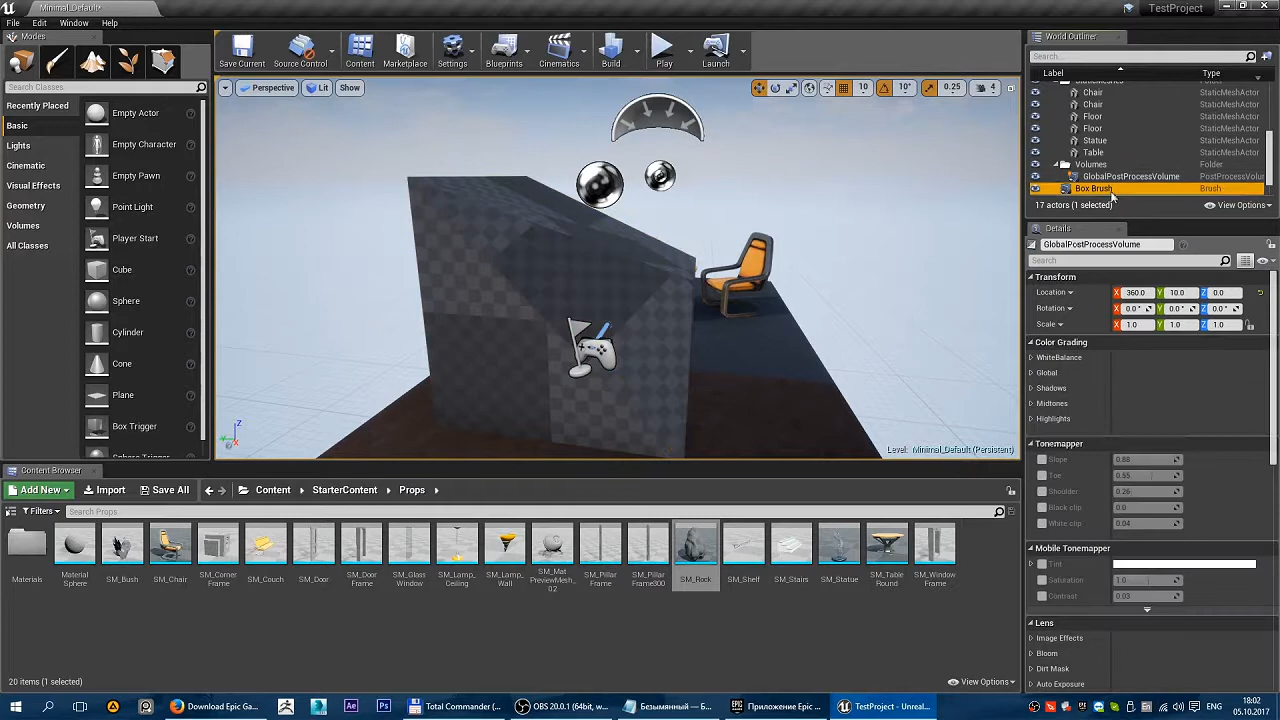 Minimal_Default*
TestProject
File Edit Window Help
Modes
Search Classes
Recently Placed
Basic
Lights
Cinematic
Visual Effects
Geometry
Volumes
All Classes
Empty Actor
Empty Character
Empty Pawn
Point Light
Player Start
Cube
Sphere
Cylinder
Cone
Plane
Box Trigger
Sphere Trigger
Save Current
Source Control
Content
Marketplace
Settings
Blueprints
Cinematics
Build
Play
Launch
Perspective
Lit
Show
10
10°
0.25
4
Level: Minimal_Default (Persistent)
World Outliner
Search...
Label Type
StaticMeshes Folder
Chair StaticMeshActor
Chair StaticMeshActor
Floor StaticMeshActor
Floor StaticMeshActor
Statue StaticMeshActor
Table StaticMeshActor
Volumes Folder
GlobalPostProcessVolume PostProcessVolu
Box Brush Brush
17 actors (1 selected)
View Options
Details
GlobalPostProcessVolume
Search
Transform
Location X 360.0 Y 10.0 Z 0.0
Rotation X 0.0° Y 0.0° Z 0.0°
Scale X 1.0 Y 1.0 Z 1.0
Color Grading
WhiteBalance
Global
Shadows
Midtones
Highlights
Tonemapper
Slope 0.88
Toe 0.55
Shoulder 0.26
Black clip 0.0
White clip 0.04
Mobile Tonemapper
Tint
Saturation 1.0
Contrast 0.03
Lens
Image Effects
Bloom
Dirt Mask
Auto Exposure
Content Browser
Add New
Import
Save All
Content
StarterContent
Props
Filters
Search Props
Materials
Material Sphere
SM_Bush
SM_Chair
SM_Corner Frame
SM_Couch
SM_Door
SM_Door Frame
SM_Glass Window
SM_Lamp_ Ceiling
SM_Lamp_ Wall
SM_Mat PreviewMesh_ 02
SM_Pillar Frame
SM_Pillar Frame300
SM_Rock
SM_Shelf
SM_Stairs
SM_Statue
SM_Table Round
SM_Window Frame
20 items (1 selected)
View Options
Download Epic Ga...
Total Commander (...
OBS 20.0.1 (64bit, w...
Безымянный — Б...
Приложение Epic ...
TestProject - Unreal...
18:02
05.10.2017